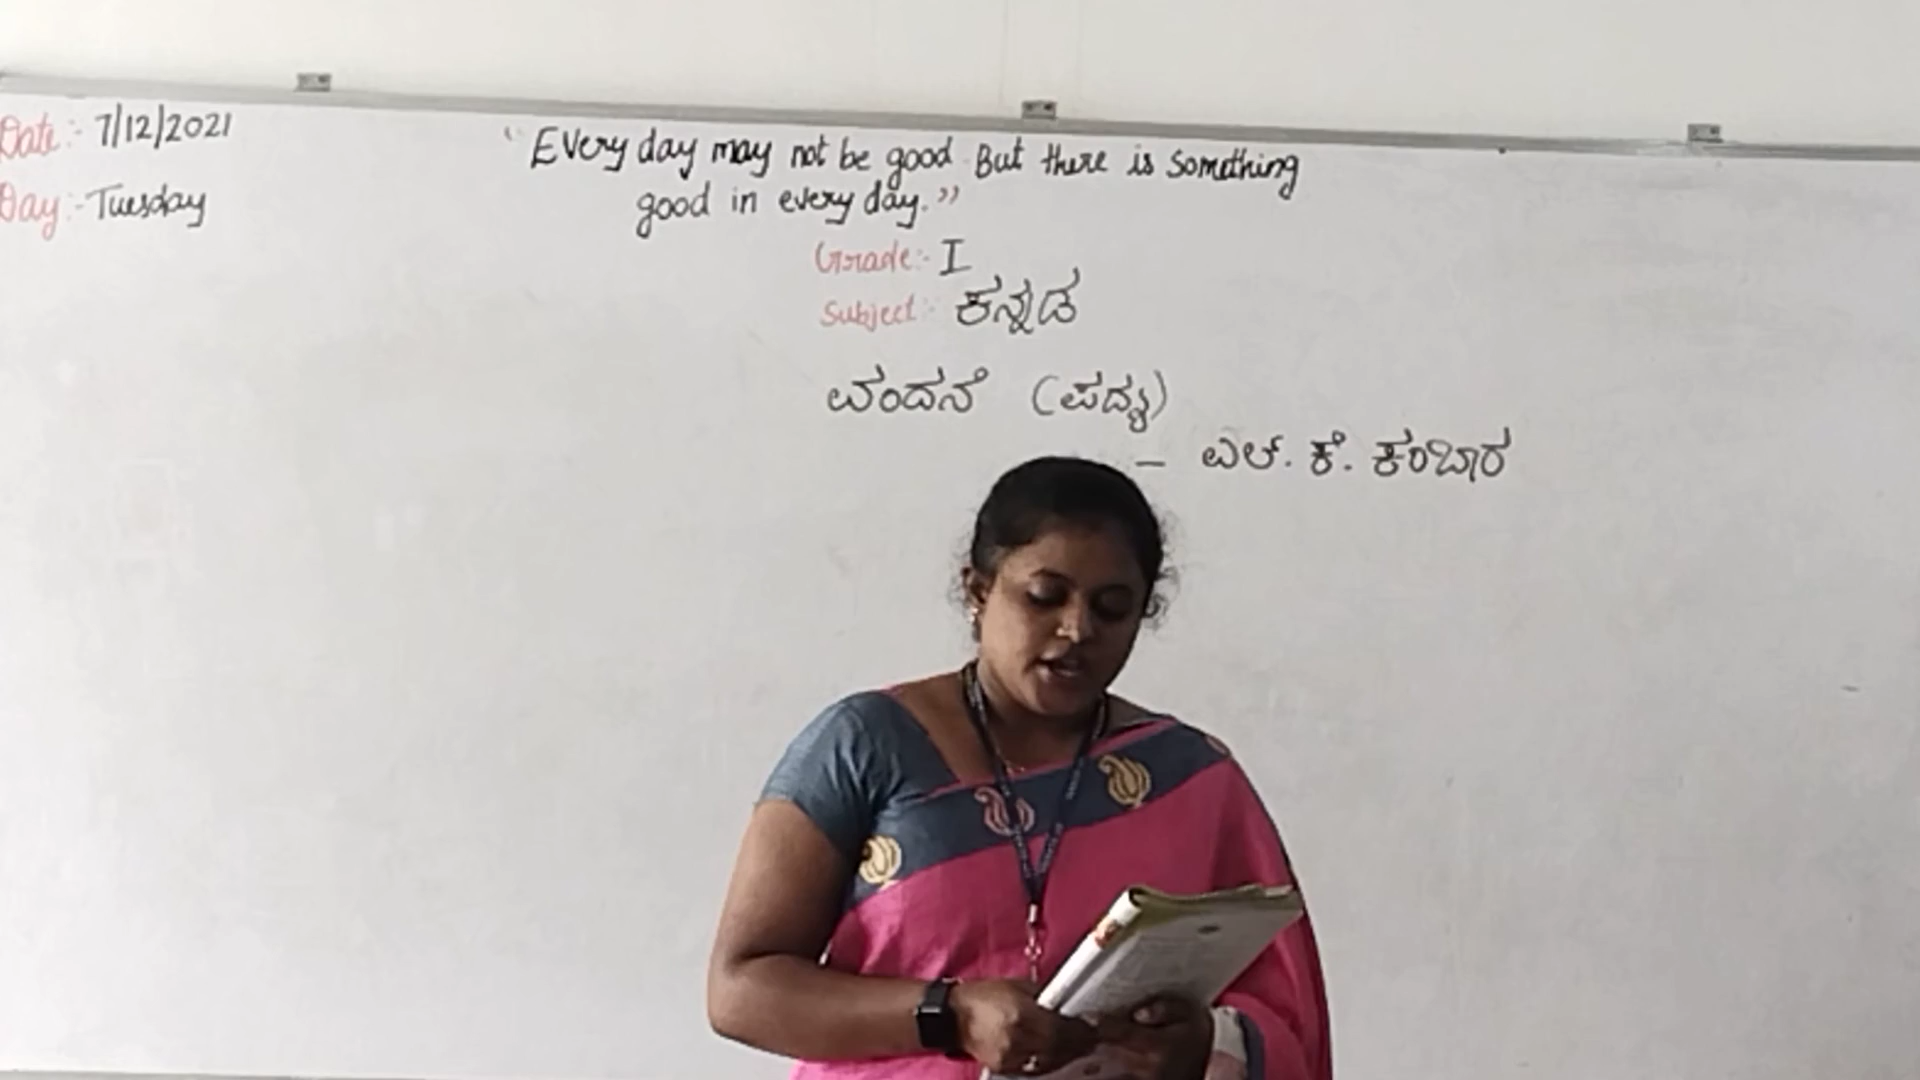 Date:- 7/12/2021
Day:- Tuesday
"Every day may not be good But there is something
good in every day."
Grade:- I
Subject:- ಕನ್ನಡ
ವಂದನೆ (ಪದ್ಯ)
- ಎಲ್. ಕೆ. ಕಂಬಾರ